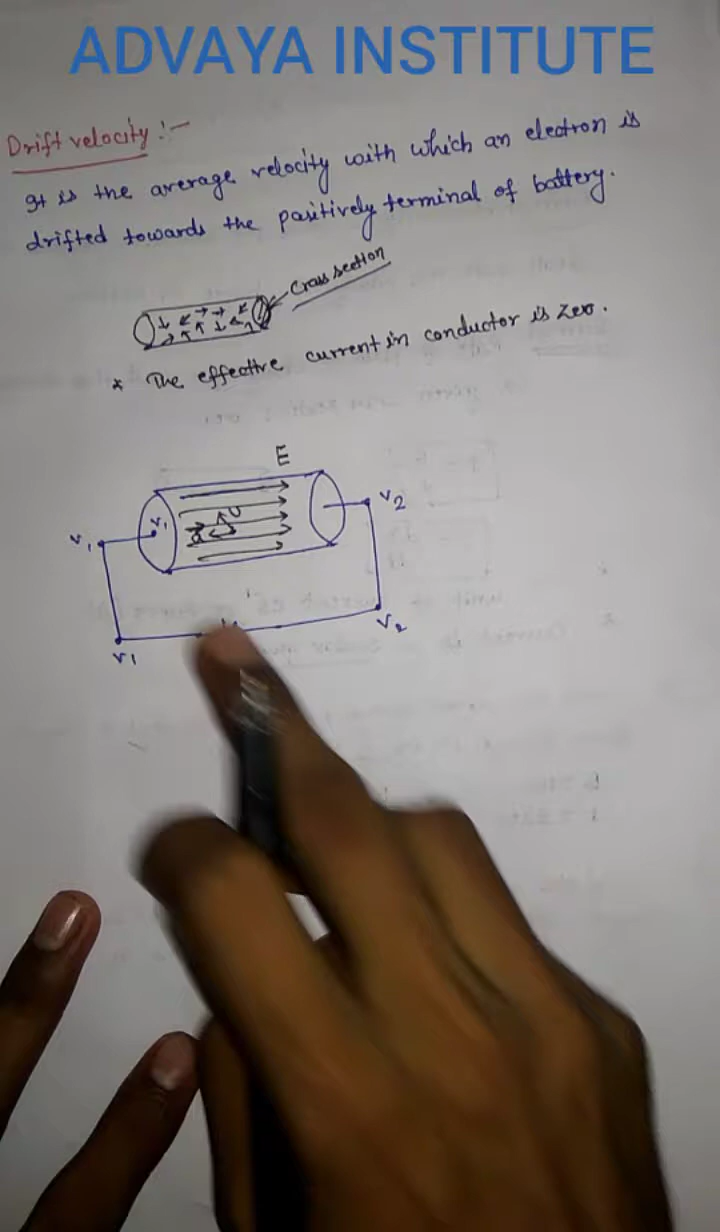 ADVAYA INSTITUTE
Drift velocity :-
It is the average velocity with which an electron is
drifted towards the pasitively terminal of battery.
Cross section
* The effective current in conductor is zero.
E
V1
V1
V2
V1
V2